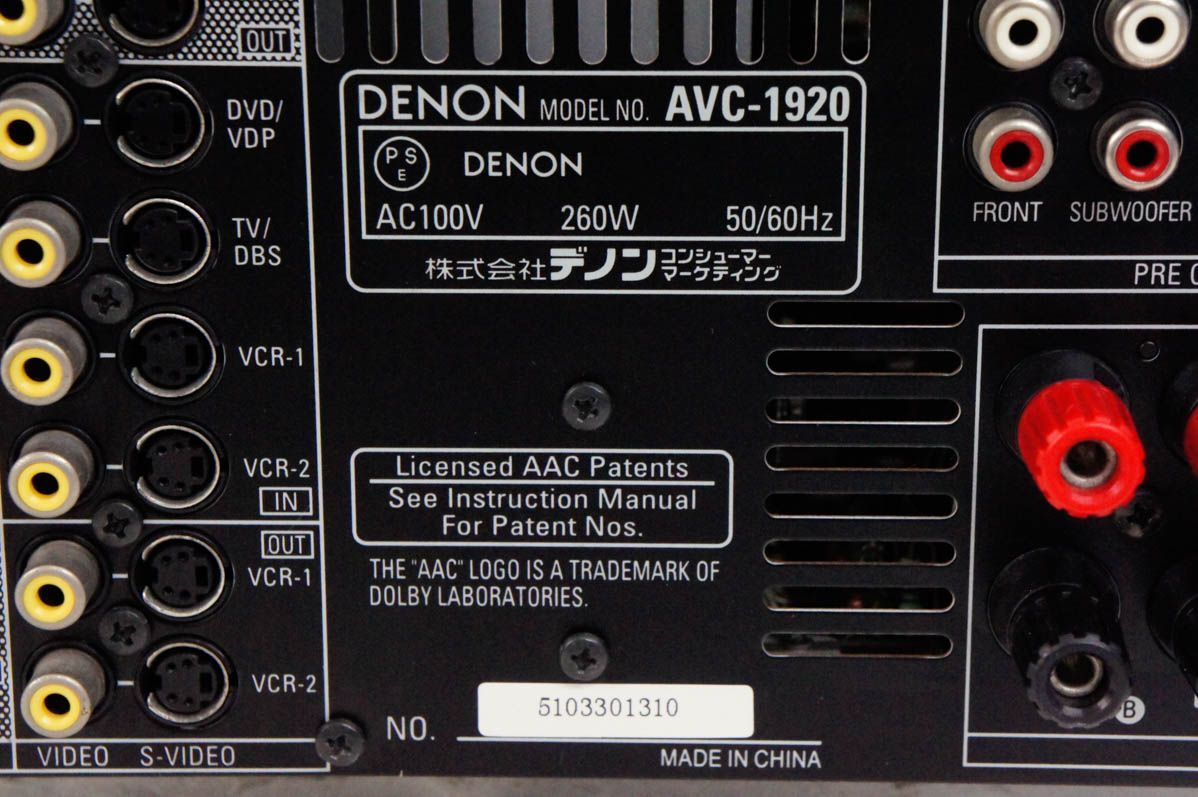 OUT
DVD/
VDP
TV/
DBS
VCR-1
VCR-2
IN
OUT
VCR-1
VCR-2
VIDEO S-VIDEO
DENON MODEL NO. AVC-1920
PSE DENON
AC100V 260W 50/60Hz
株式会社デノン コンシューマー
マーケティング
Licensed AAC Patents
See Instruction Manual
For Patent Nos.
THE "AAC" LOGO IS A TRADEMARK OF
DOLBY LABORATORIES.
NO. 5103301310
MADE IN CHINA
FRONT SUBWOOFER
PRE
B